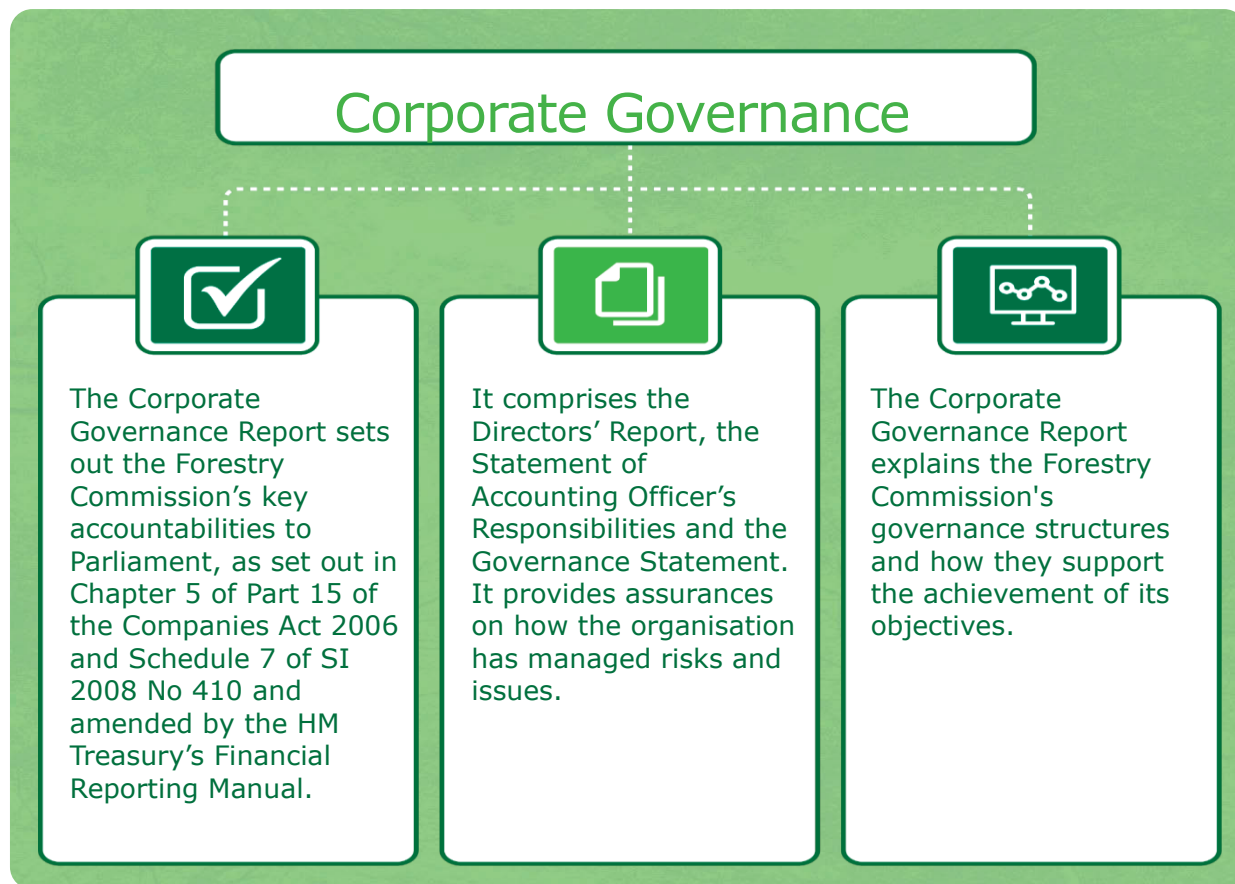 Corporate Governance
The Corporate
Governance Report sets
out the Forestry
Commission’s key
accountabilities to
Parliament, as set out in
Chapter 5 of Part 15 of
the Companies Act 2006
and Schedule 7 of SI
2008 No 410 and
amended by the HM
Treasury’s Financial
Reporting Manual.
It comprises the
Directors’ Report, the
Statement of
Accounting Officer’s
Responsibilities and the
Governance Statement.
It provides assurances
on how the organisation
has managed risks and
issues.
The Corporate
Governance Report
explains the Forestry
Commission's
governance structures
and how they support
the achievement of its
objectives.